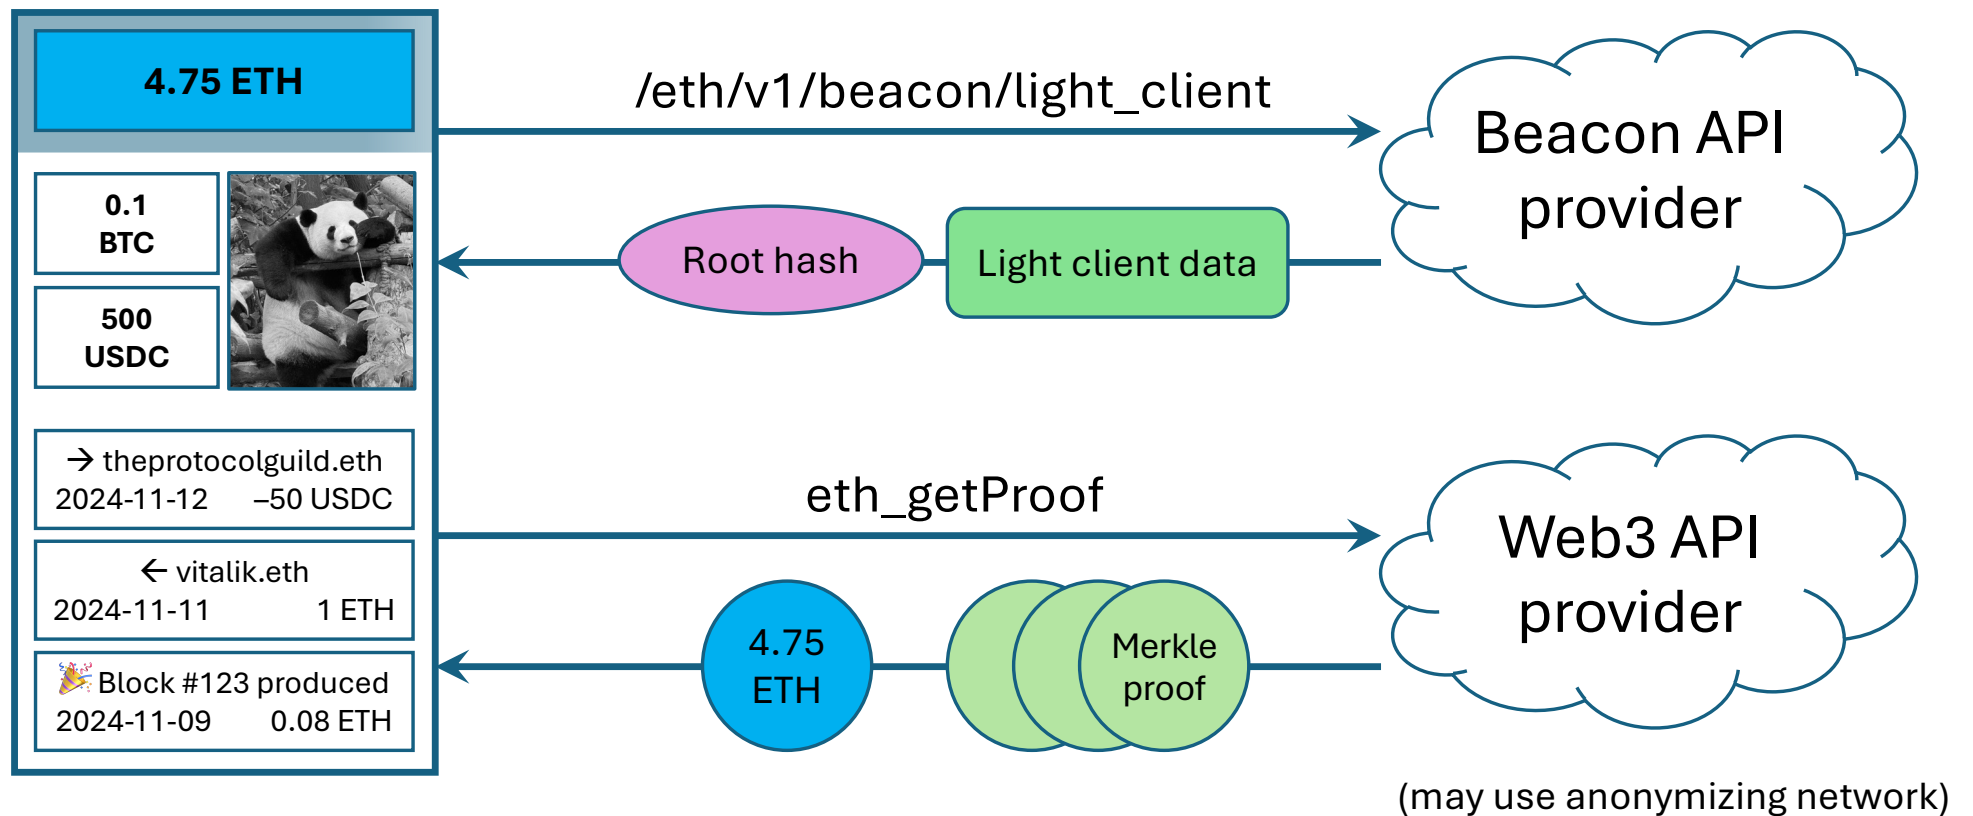 4.75 ETH
0.1
BTC
500
USDC
→ theprotocolguild.eth
2024-11-12 –50 USDC
← vitalik.eth
2024-11-11 1 ETH
🎉 Block #123 produced
2024-11-09 0.08 ETH
/eth/v1/beacon/light_client
Root hash
Light client data
Beacon API
provider
eth_getProof
4.75
ETH
Merkle
proof
Web3 API
provider
(may use anonymizing network)